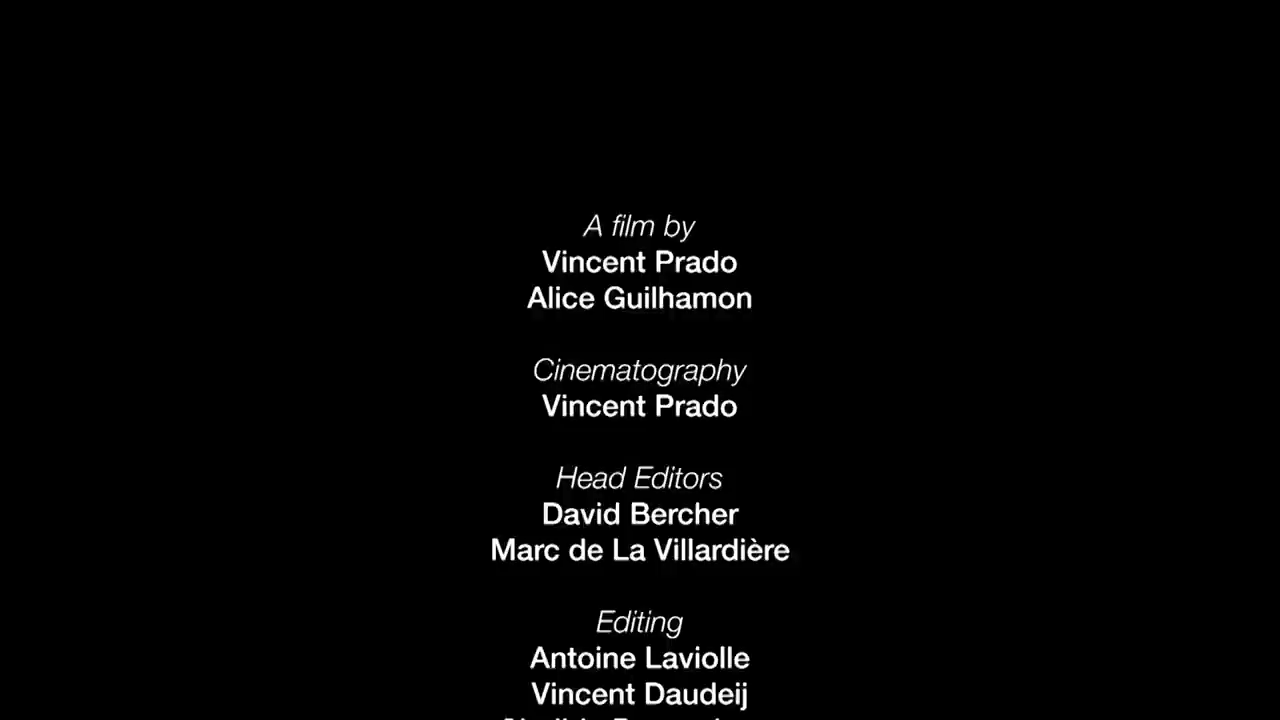 A film by
Vincent Prado
Alice Guilhamon
Cinematography
Vincent Prado
Head Editors
David Bercher
Marc de La Villardière
Editing
Antoine Laviolle
Vincent Daudeij